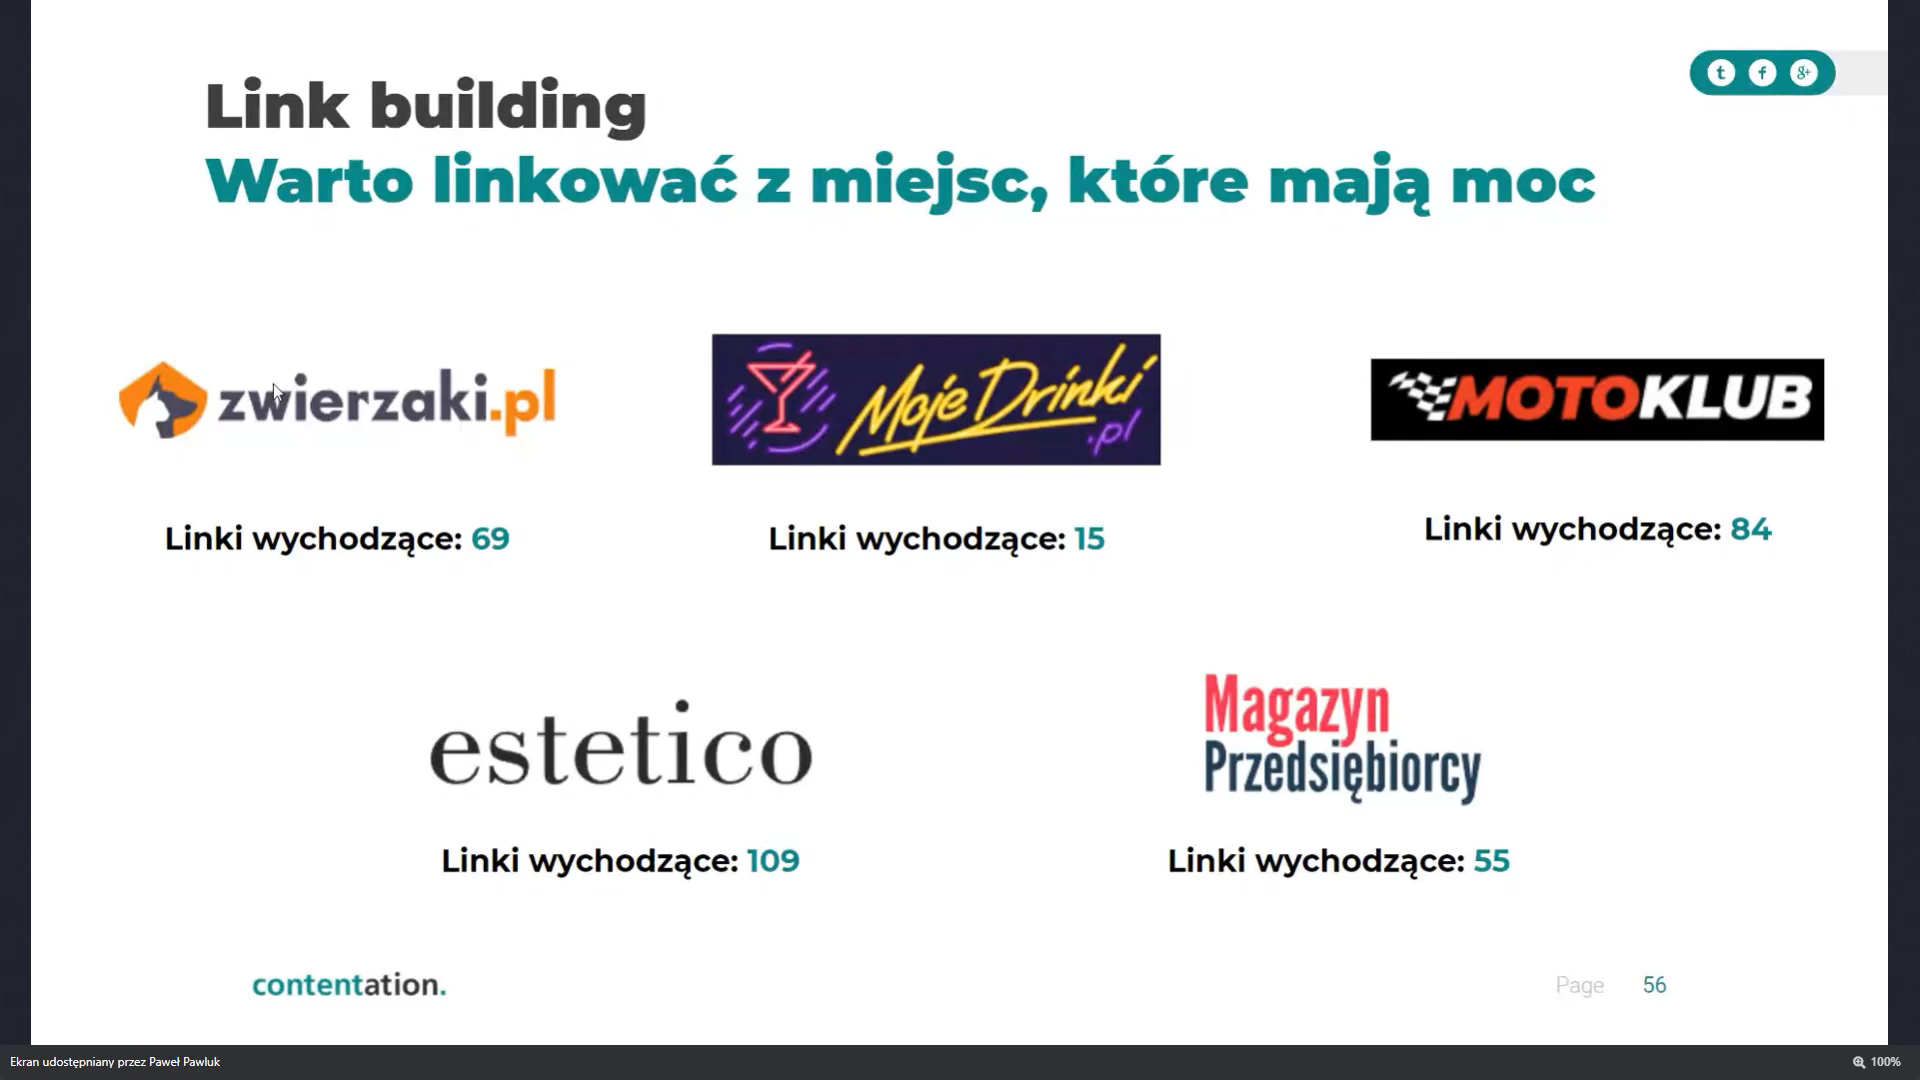 Link building
Warto linkować z miejsc, które mają moc
t f g+
zwierzaki.pl
Moje Drinki
.pl
MOTOKLUB
Linki wychodzące: 69
Linki wychodzące: 15
Linki wychodzące: 84
estetico
Magazyn
Przedsiębiorcy
Linki wychodzące: 109
Linki wychodzące: 55
contentation.
Page 56
Ekran udostępniany przez Paweł Pawluk
100%